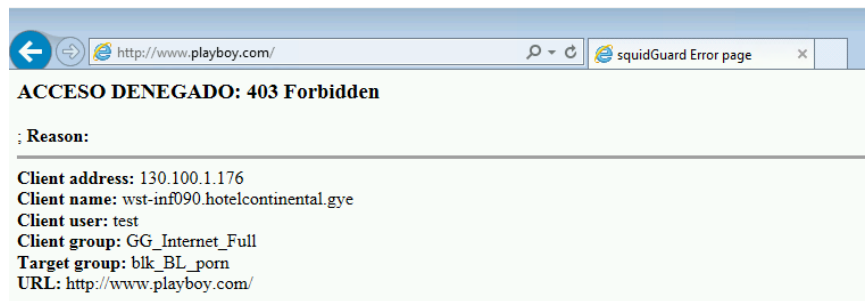 http://www.playboy.com/
squidGuard Error page
ACCESO DENEGADO: 403 Forbidden
; Reason:
Client address: 130.100.1.176
Client name: wst-inf090.hotelcontinental.gye
Client user: test
Client group: GG_Internet_Full
Target group: blk_BL_porn
URL: http://www.playboy.com/